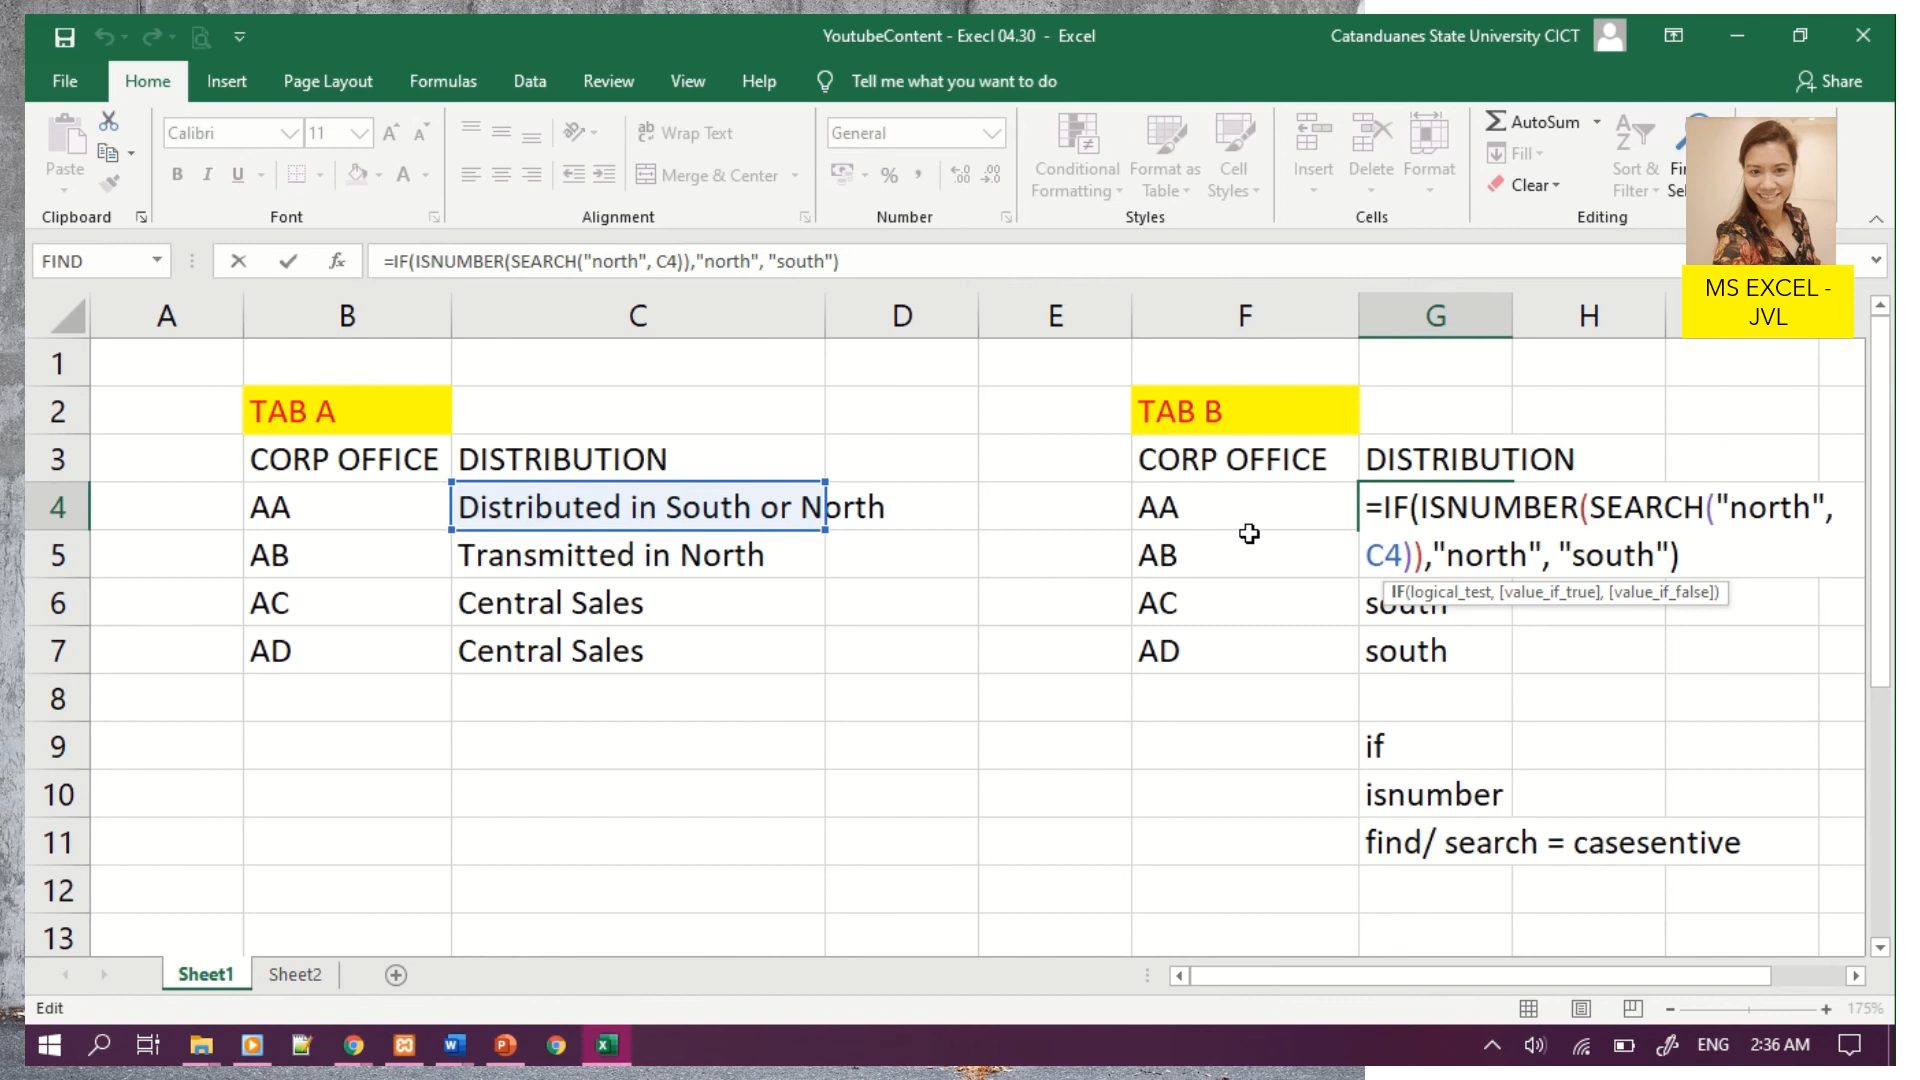 YoutubeContent - Execl 04.30 - Excel
Catanduanes State University CICT
File Home Insert Page Layout Formulas Data Review View Help Tell me what you want to do Share
Paste
Clipboard
Calibri 11
B I U
Font
Wrap Text
Merge & Center
Alignment
General
Number
Conditional Formatting
Format as Table
Cell Styles
Styles
Insert Delete Format
Cells
AutoSum
Fill
Clear
Sort & Filter
Editing
MS EXCEL -
JVL
FIND
fx
=IF(ISNUMBER(SEARCH("north", C4)),"north", "south")
A B C D E F G H
1
2 TAB A TAB B
3 CORP OFFICE DISTRIBUTION CORP OFFICE DISTRIBUTION
4 AA Distributed in South or North AA =IF(ISNUMBER(SEARCH("north",
5 AB Transmitted in North AB C4)),"north", "south")
IF(logical_test, [value_if_true], [value_if_false])
6 AC Central Sales AC south
7 AD Central Sales AD south
8
9 if
10 isnumber
11 find/ search = casesentive
12
13
Sheet1 Sheet2
Edit
175%
ENG 2:36 AM